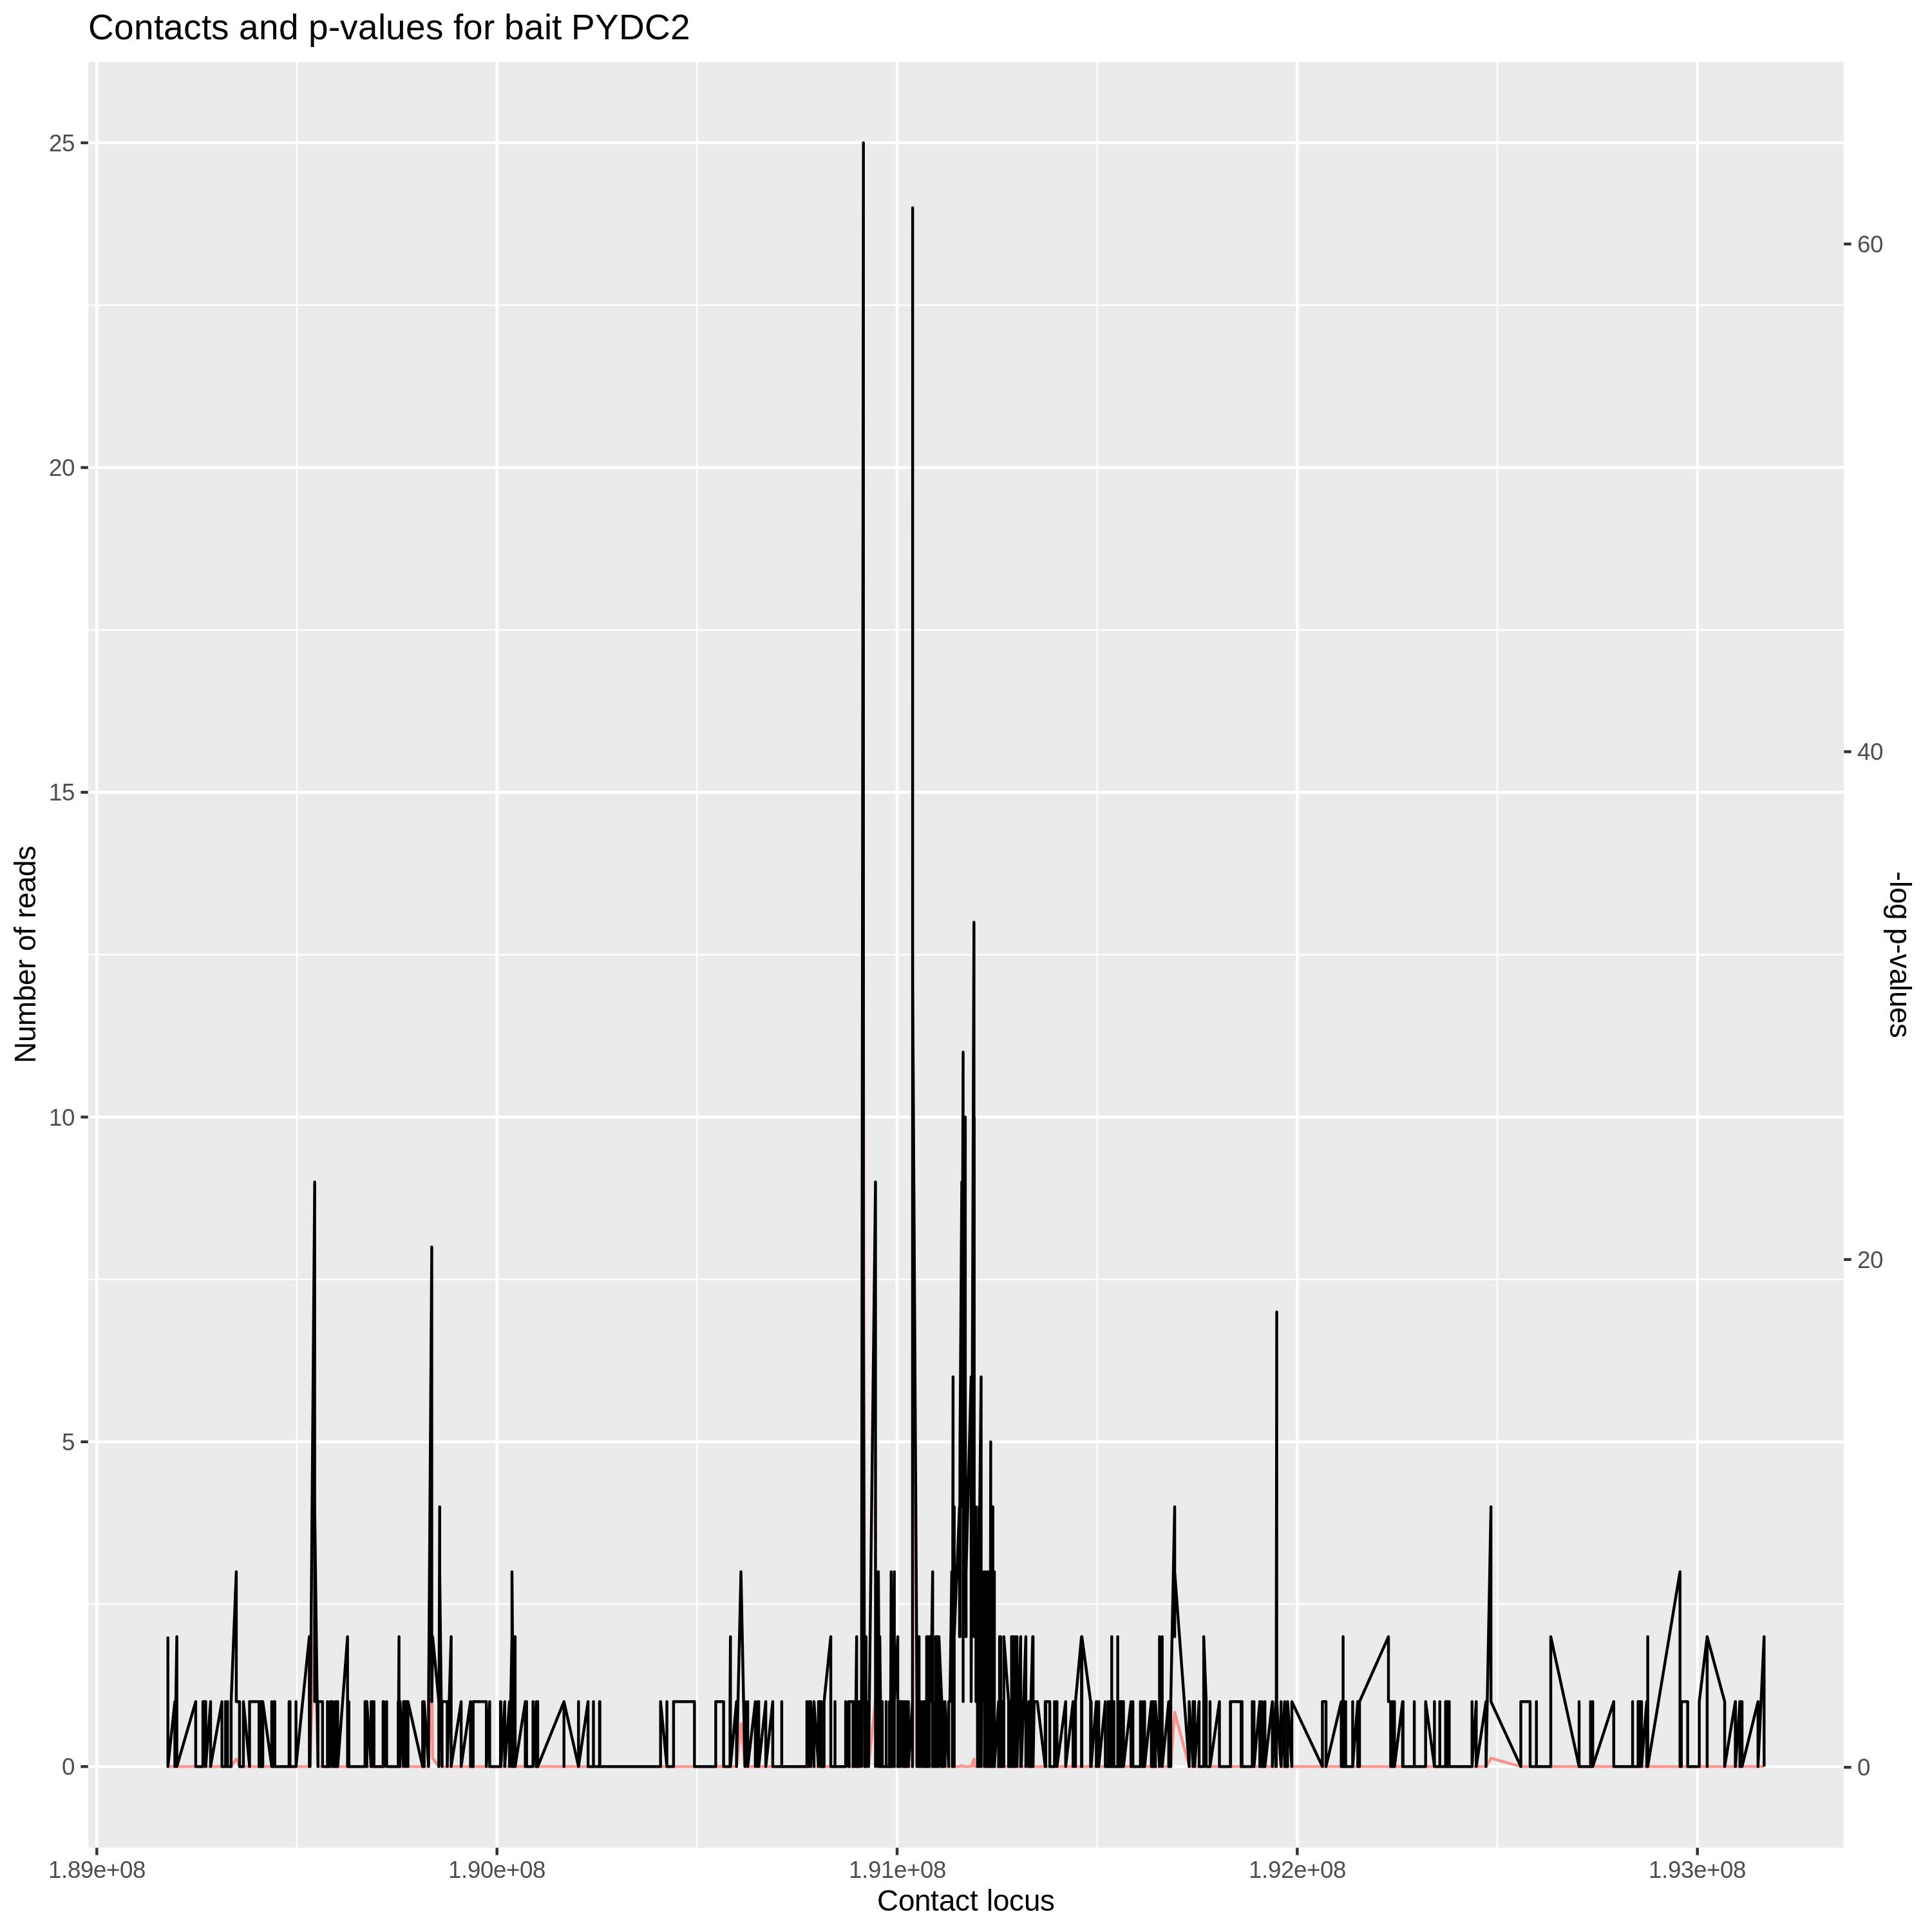 Contacts and p-values for bait PYDC2
25
20
15
10
5
0
Number of reads
60
40
20
0
-log p-values
1.89e+08
1.90e+08
1.91e+08
1.92e+08
1.93e+08
Contact locus